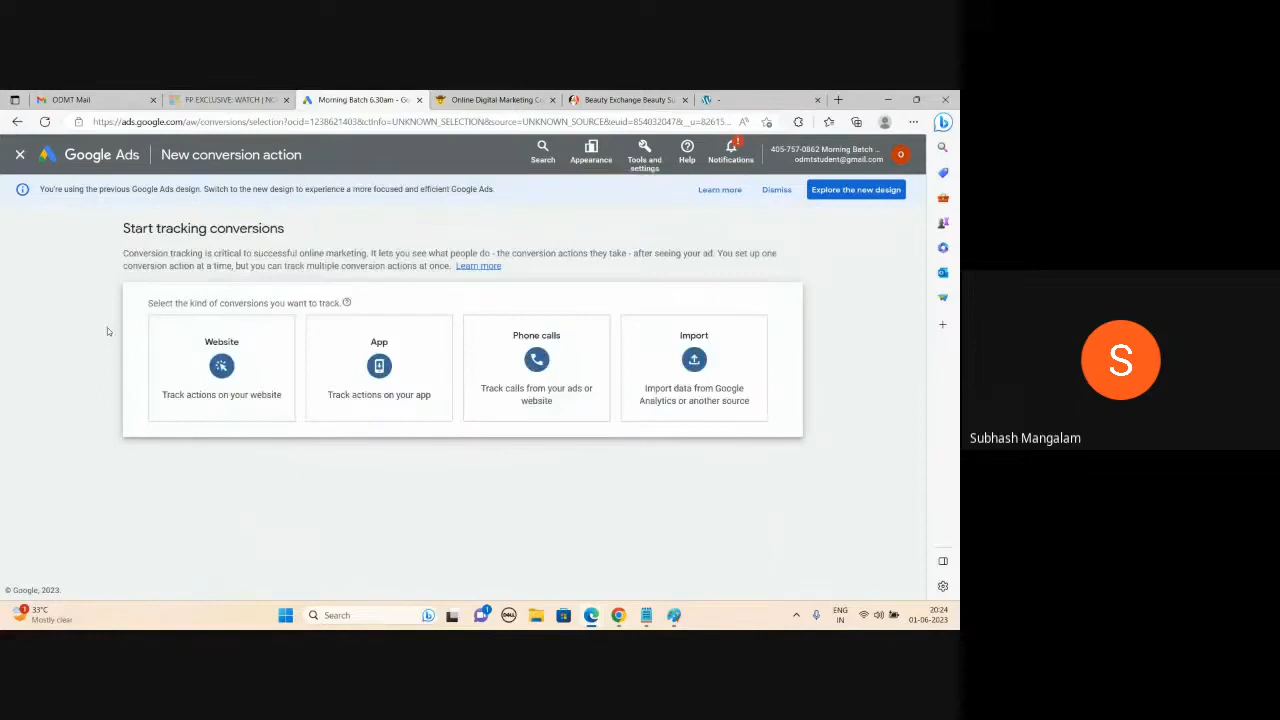 ODMT Mail
PP EXCLUSIVE: WATCH | NC
Morning Batch 6.30am - Go
Online Digital Marketing Co
Beauty Exchange Beauty Su
https://ads.google.com/aw/conversions/selection?ocid=1238621403&ctInfo=UNKNOWN_SELECTION&source=UNKNOWN_SOURCE&euid=854032047&__u=82615...
Google Ads
New conversion action
Search
Appearance
Tools and
settings
Help
Notifications
405-757-0862 Morning Batch ...
odmtstudent@gmail.com
O
You're using the previous Google Ads design. Switch to the new design to experience a more focused and efficient Google Ads.
Learn more
Dismiss
Explore the new design
Start tracking conversions
Conversion tracking is critical to successful online marketing. It lets you see what people do - the conversion actions they take - after seeing your ad. You set up one
conversion action at a time, but you can track multiple conversion actions at once. Learn more
Select the kind of conversions you want to track.
Website
Track actions on your website
App
Track actions on your app
Phone calls
Track calls from your ads or
website
Import
Import data from Google
Analytics or another source
© Google, 2023.
S
Subhash Mangalam
33°C
Mostly clear
Search
ENG
IN
20:24
01-06-2023